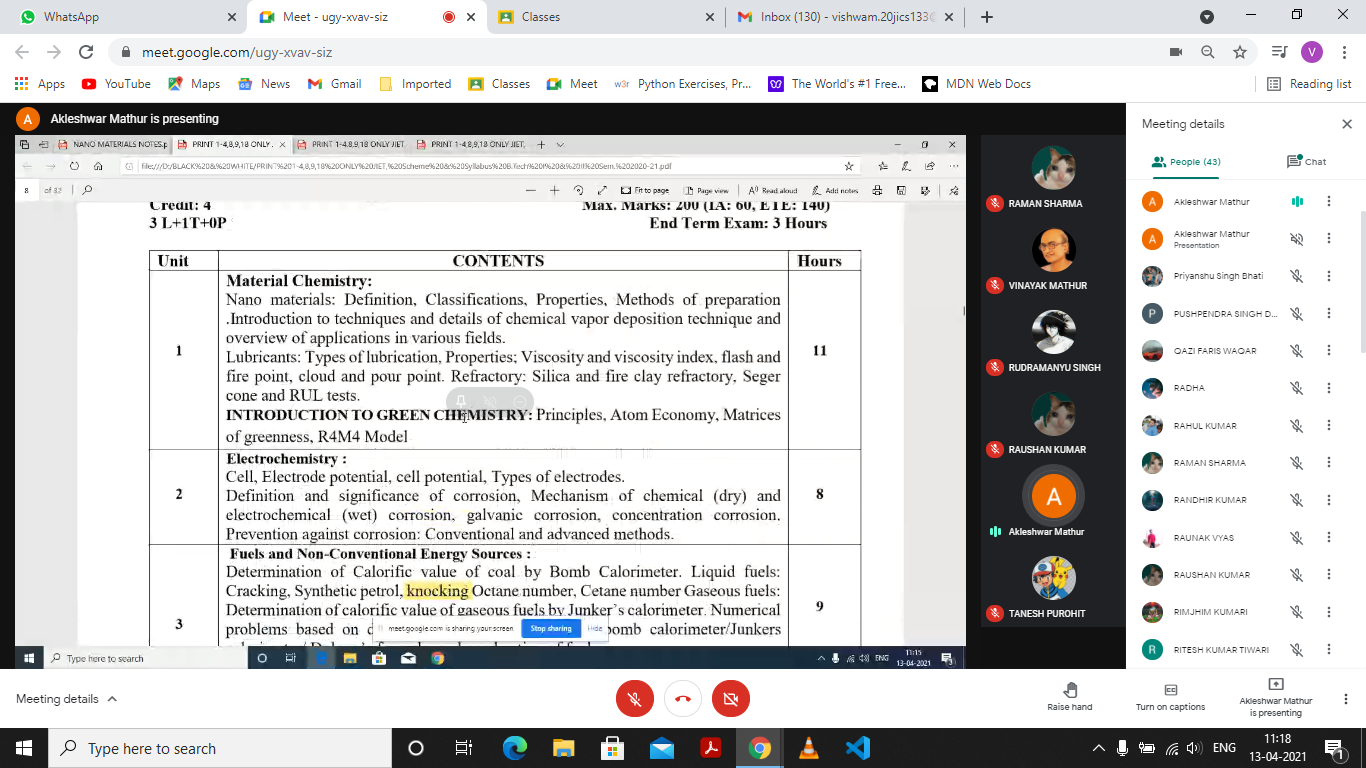 WhatsApp
Meet - ugy-xvav-siz
Classes
Inbox (130) - vishwam.20jics133@
meet.google.com/ugy-xvav-siz
V
Apps
YouTube
Maps
News
Gmail
Imported
Classes
Meet
w3r Python Exercises, Pr...
The World's #1 Free...
MDN Web Docs
Reading list
A Akleshwar Mathur is presenting
NANO MATERIALS NOTES.p
PRINT 1-4,8,9,18 ONLY
PRINT 1-4,8,9,18 ONLY JIET.
PRINT 1-4,8,9,18 ONLY JIET,
file:///D:/BLACK%20&%20WHITE/PRINT%201-4,8,9,18%20ONLY%20JIET,%20Scheme%20&%20Syllabus%20B.Tech%20I%20&%20II%20Sem.%202020-21.pdf
8 of 32
Fit to page
Page view
Read aloud
Add notes
Credit: 4 Max. Marks: 200 (IA: 60, ETE: 140)
3 L+1T+0P End Term Exam: 3 Hours
Unit CONTENTS Hours
Material Chemistry:
Nano materials: Definition, Classifications, Properties, Methods of preparation
.Introduction to techniques and details of chemical vapor deposition technique and
overview of applications in various fields.
1 11
Lubricants: Types of lubrication, Properties; Viscosity and viscosity index, flash and
fire point, cloud and pour point. Refractory: Silica and fire clay refractory, Seger
cone and RUL tests.
INTRODUCTION TO GREEN CHEMISTRY: Principles, Atom Economy, Matrices
of greenness, R4M4 Model
Electrochemistry :
Cell, Electrode potential, cell potential, Types of electrodes.
2 8
Definition and significance of corrosion, Mechanism of chemical (dry) and
electrochemical (wet) corrosion, galvanic corrosion, concentration corrosion.
Prevention against corrosion: Conventional and advanced methods.
Fuels and Non-Conventional Energy Sources :
Determination of Calorific value of coal by Bomb Calorimeter. Liquid fuels:
Cracking, Synthetic petrol, knocking Octane number, Cetane number Gaseous fuels:
Determination of calorific value of gaseous fuels by Junker's calorimeter. Numerical
3 9
problems based on bomb calorimeter/Junkers
meet.google.com is sharing your screen
Stop sharing
Hide
Type here to search
ENG
11:15
13-04-2021
RAMAN SHARMA
VINAYAK MATHUR
RUDRAMANYU SINGH
RAUSHAN KUMAR
A
Akleshwar Mathur
TANESH PUROHIT
Meeting details
People (43)
Chat
A Akleshwar Mathur
A Akleshwar Mathur
Presentation
Priyanshu Singh Bhati
P PUSHPENDRA SINGH D...
QAZI FARIS WAQAR
RADHA
RAHUL KUMAR
RAMAN SHARMA
RANDHIR KUMAR
RAUNAK VYAS
RAUSHAN KUMAR
RIMJHIM KUMARI
R RITESH KUMAR TIWARI
Meeting details
Raise hand
Turn on captions
Akleshwar Mathur
is presenting
Type here to search
ENG
11:18
13-04-2021
1